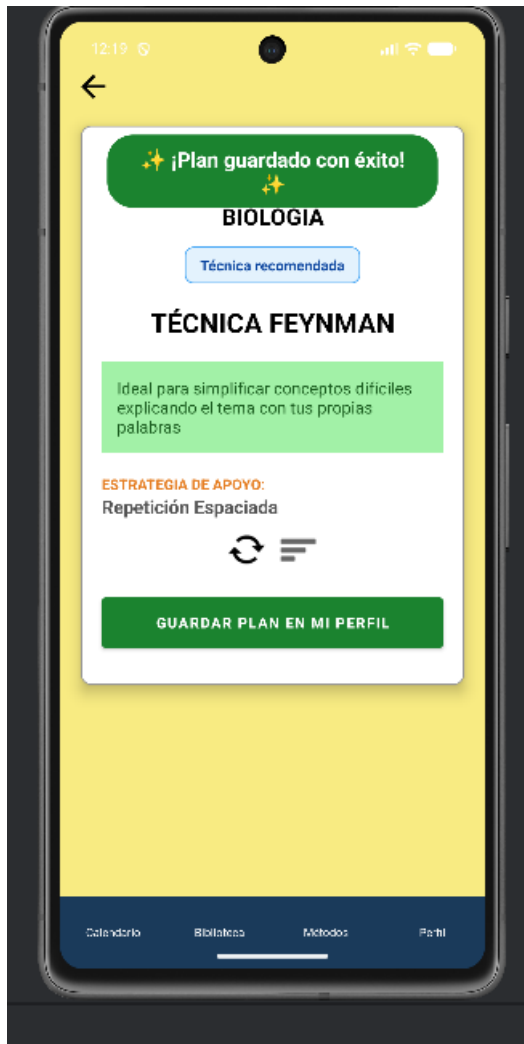 12:19
✨ ¡Plan guardado con éxito!
✨
BIOLOGIA
Técnica recomendada
TÉCNICA FEYNMAN
Ideal para simplificar conceptos difíciles
explicando el tema con tus propias
palabras
ESTRATEGIA DE APOYO:
Repetición Espaciada
GUARDAR PLAN EN MI PERFIL
Calendario Biblioteca Métodos Perfil